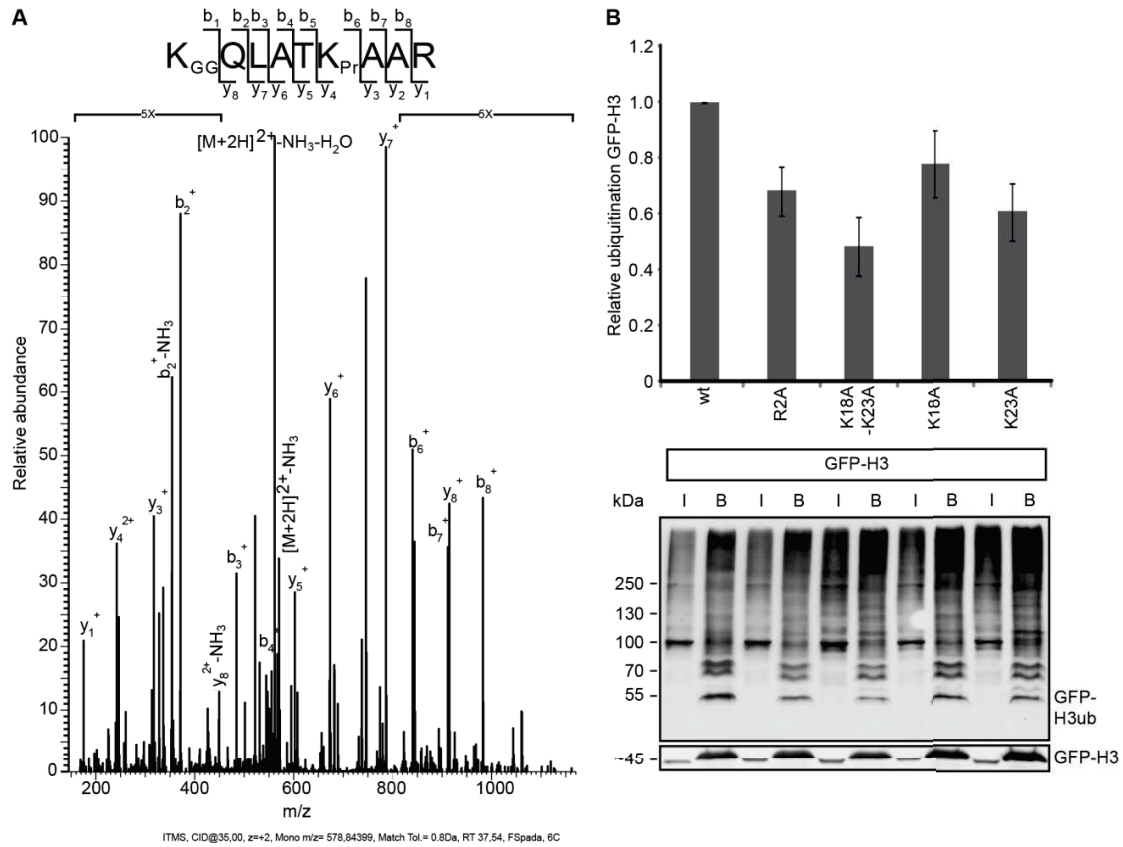 A
b1 b2 b3 b4 b5 b6 b7 b8
KGGQLATKPrAAR
y8 y7 y6 y5 y4 y3 y2 y1
5X
5X
[M+2H]2+-NH3-H2O
y7+
b2+
b2+-NH3
y6+
b6+
y8+
b8+
b7+
y3+
y42+
[M+2H]2+-NH3
b3+
y5+
y1+
b4
y82+-NH3
Relative abundance
100
90
80
70
60
50
40
30
20
10
0
200 400 600 800 1000
m/z
ITMS, CID@35,00, z=+2, Mono m/z= 578,84399, Match Tol.= 0.8Da, RT 37,54, FSpada, 6C
B
Relative ubiquitination GFP-H3
1.2
1.0
0.8
0.6
0.4
0.2
0
wt
R2A
K18A
-K23A
K18A
K23A
GFP-H3
kDa I B I B I B I B I B
250
130
100
70
55
GFP-
H3ub
~45
GFP-H3